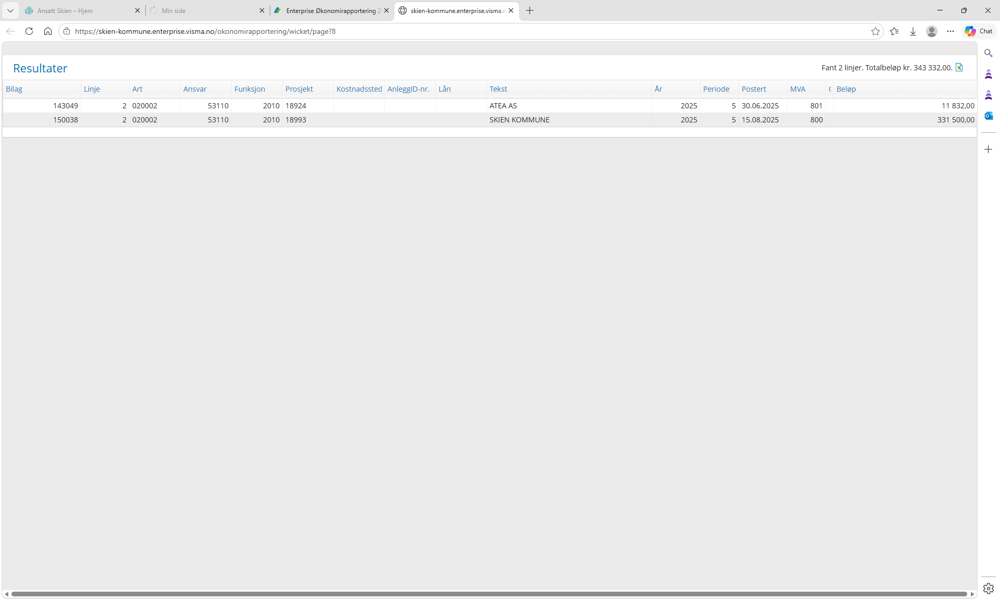 Ansatt Skien – Hjem
Min side
Enterprise Økonomirapportering 2
skien-kommune.enterprise.visma.n
https://skien-kommune.enterprise.visma.no/okonomirapportering/wicket/page?8
Chat
Resultater
Fant 2 linjer. Totalbeløp kr. 343 332,00.
Bilag Linje Art Ansvar Funksjon Prosjekt Kostnadssted AnleggID-nr. Lån Tekst År Periode Postert MVA Beløp
143049 2 020002 53110 2010 18924 ATEA AS 2025 5 30.06.2025 801 11 832,00
150038 2 020002 53110 2010 18993 SKIEN KOMMUNE 2025 5 15.08.2025 800 331 500,00